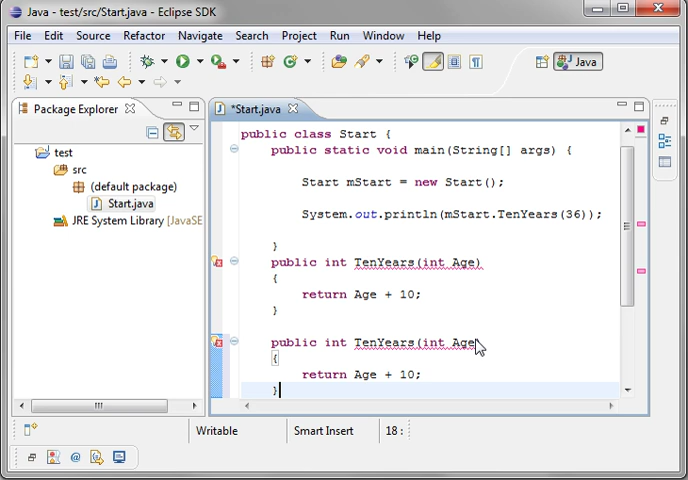 Java - test/src/Start.java - Eclipse SDK
File Edit Source Refactor Navigate Search Project Run Window Help
Java
Package Explorer
*Start.java
test
src
(default package)
Start.java
JRE System Library [JavaSE
public class Start {
public static void main(String[] args) {
Start mStart = new Start();
System.out.println(mStart.TenYears(36));
}
public int TenYears(int Age)
{
return Age + 10;
}
public int TenYears(int Age
{
return Age + 10;
}
Writable Smart Insert 18 :